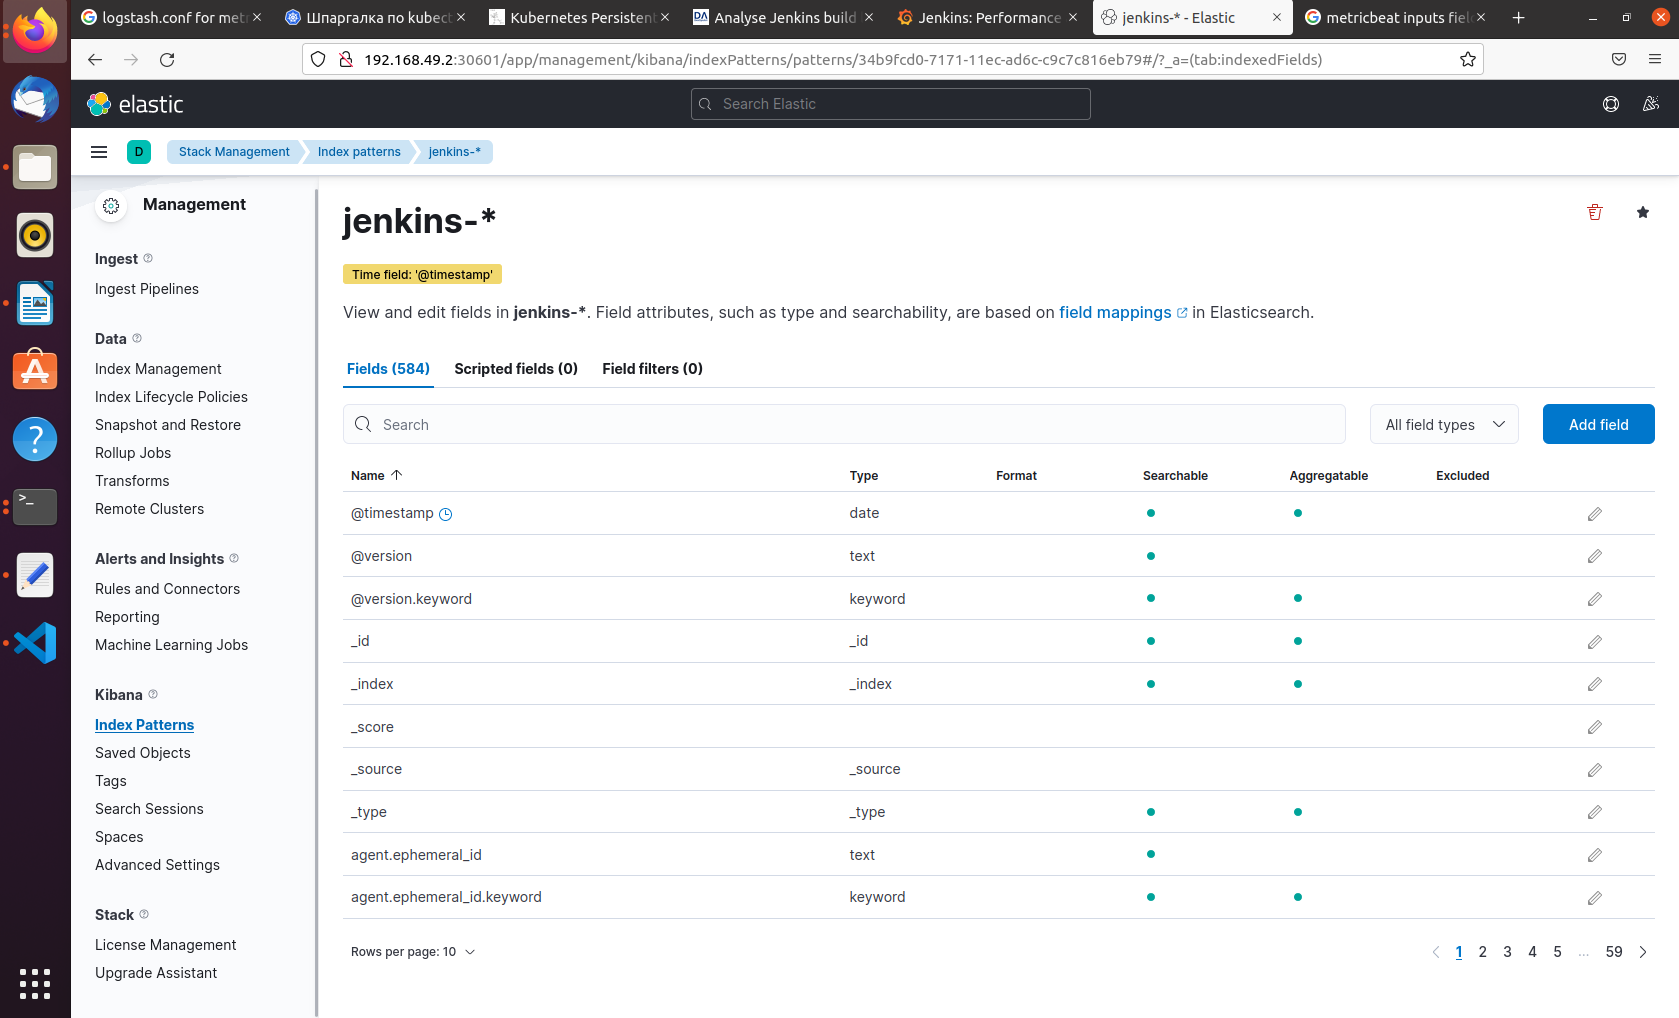 logstash.conf for metr
Шпаргалка по kubect
Kubernetes Persistent
Analyse Jenkins build
Jenkins: Performance
jenkins-* - Elastic
metricbeat inputs fiel
192.168.49.2:30601/app/management/kibana/indexPatterns/patterns/34b9fcd0-7171-11ec-ad6c-c9c7c816eb79#/?_a=(tab:indexedFields)
elastic
Search Elastic
D
Stack Management
Index patterns
jenkins-*
Management
Ingest
Ingest Pipelines
Data
Index Management
Index Lifecycle Policies
Snapshot and Restore
Rollup Jobs
Transforms
Remote Clusters
Alerts and Insights
Rules and Connectors
Reporting
Machine Learning Jobs
Kibana
Index Patterns
Saved Objects
Tags
Search Sessions
Spaces
Advanced Settings
Stack
License Management
Upgrade Assistant
jenkins-*
Time field: '@timestamp'
View and edit fields in jenkins-*. Field attributes, such as type and searchability, are based on field mappings in Elasticsearch.
Fields (584) Scripted fields (0) Field filters (0)
Search
All field types
Add field
Name Type Format Searchable Aggregatable Excluded
@timestamp date
@version text
@version.keyword keyword
_id _id
_index _index
_score
_source _source
_type _type
agent.ephemeral_id text
agent.ephemeral_id.keyword keyword
Rows per page: 10
1 2 3 4 5 ... 59